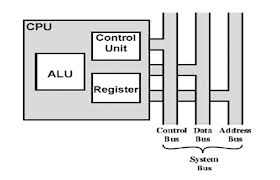 CPU
Control
Unit
ALU
Register
Control Data Address
Bus Bus Bus
System
Bus